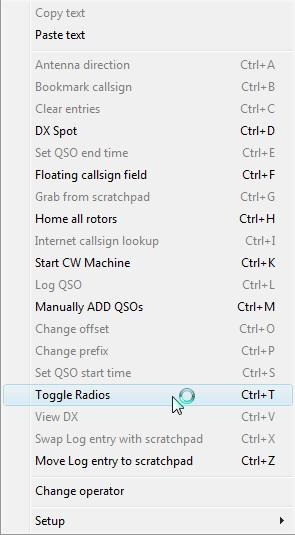 Copy text
Paste text
Antenna direction Ctrl+A
Bookmark callsign Ctrl+B
Clear entries Ctrl+C
DX Spot Ctrl+D
Set QSO end time Ctrl+E
Floating callsign field Ctrl+F
Grab from scratchpad Ctrl+G
Home all rotors Ctrl+H
Internet callsign lookup Ctrl+I
Start CW Machine Ctrl+K
Log QSO Ctrl+L
Manually ADD QSOs Ctrl+M
Change offset Ctrl+O
Change prefix Ctrl+P
Set QSO start time Ctrl+S
Toggle Radios Ctrl+T
View DX Ctrl+V
Swap Log entry with scratchpad Ctrl+X
Move Log entry to scratchpad Ctrl+Z
Change operator
Setup